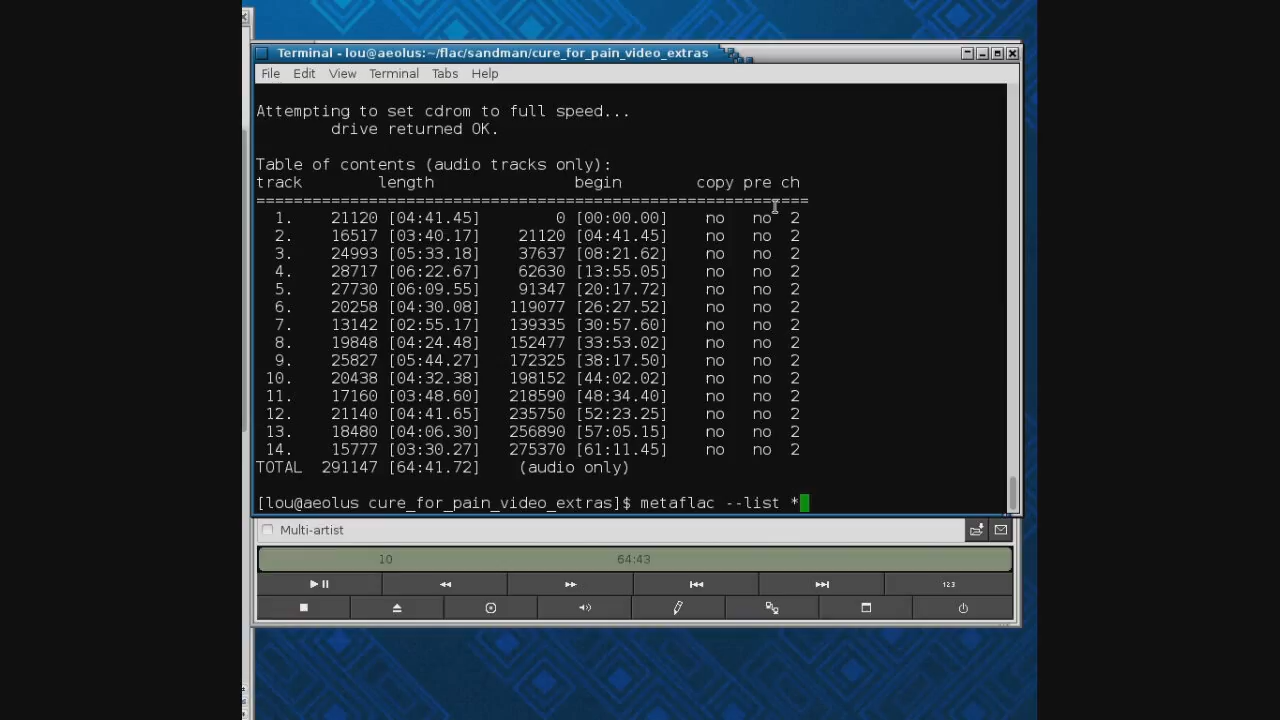 Terminal - lou@aeolus:~/flac/sandman/cure_for_pain_video_extras
File Edit View Terminal Tabs Help
Attempting to set cdrom to full speed...
drive returned OK.
Table of contents (audio tracks only):
track length begin copy pre ch
===========================================================
1. 21120 [04:41.45] 0 [00:00.00] no no 2
2. 16517 [03:40.17] 21120 [04:41.45] no no 2
3. 24993 [05:33.18] 37637 [08:21.62] no no 2
4. 28717 [06:22.67] 62630 [13:55.05] no no 2
5. 27730 [06:09.55] 91347 [20:17.72] no no 2
6. 20258 [04:30.08] 119077 [26:27.52] no no 2
7. 13142 [02:55.17] 139335 [30:57.60] no no 2
8. 19848 [04:24.48] 152477 [33:53.02] no no 2
9. 25827 [05:44.27] 172325 [38:17.50] no no 2
10. 20438 [04:32.38] 198152 [44:02.02] no no 2
11. 17160 [03:48.60] 218590 [48:34.40] no no 2
12. 21140 [04:41.65] 235750 [52:23.25] no no 2
13. 18480 [04:06.30] 256890 [57:05.15] no no 2
14. 15777 [03:30.27] 275370 [61:11.45] no no 2
TOTAL 291147 [64:41.72] (audio only)
[lou@aeolus cure_for_pain_video_extras]$ metaflac --list *
Multi-artist
10 64:43
123